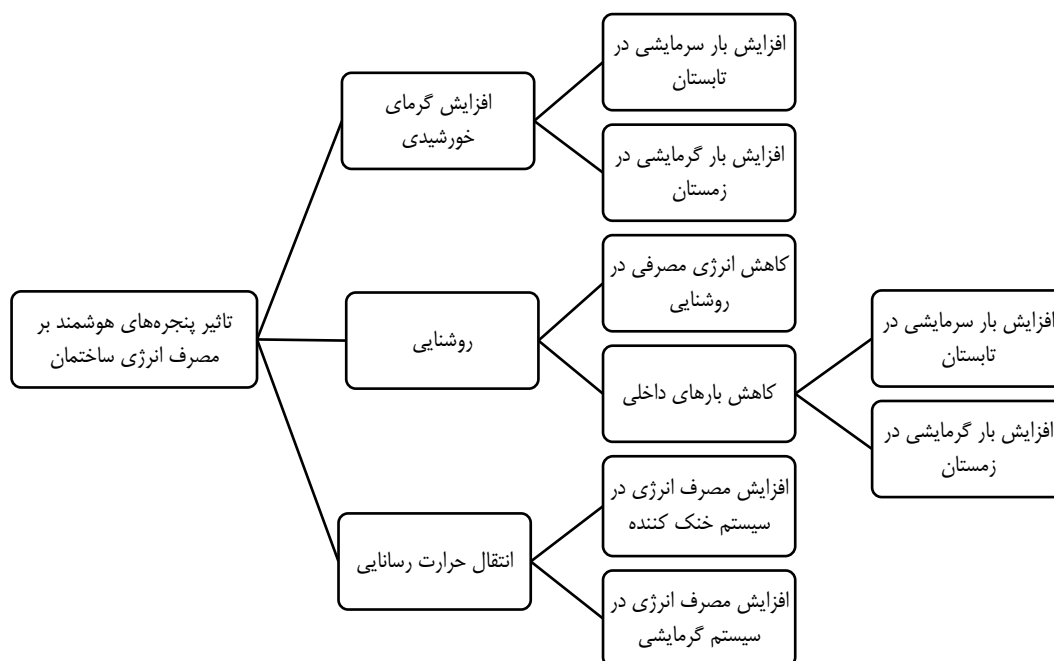 تاثیر پنجره‌های هوشمند بر
مصرف انرژی ساختمان
افزایش گرمای
خورشیدی
افزایش بار سرمایشی در
تابستان
افزایش بار گرمایشی در
زمستان
روشنایی
کاهش انرژی مصرفی در
روشنایی
کاهش بارهای داخلی
افزایش بار سرمایشی در
تابستان
افزایش بار گرمایشی در
زمستان
انتقال حرارت رسانایی
افزایش مصرف انرژی در
سیستم خنک کننده
افزایش مصرف انرژی در
سیستم گرمایشی